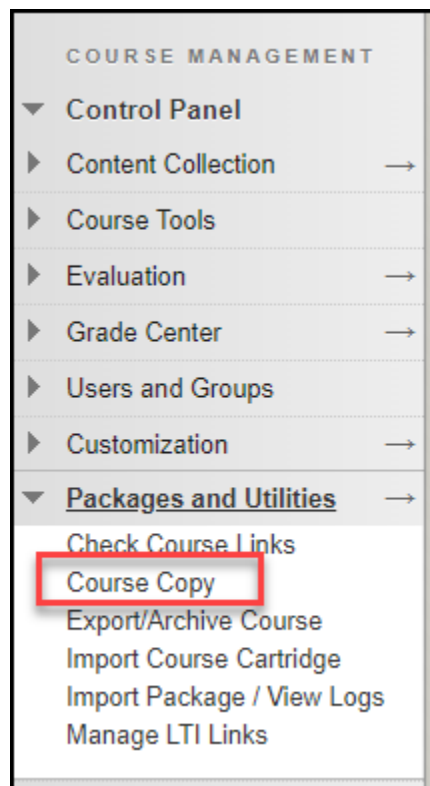 COURSE MANAGEMENT
Control Panel
Content Collection →
Course Tools
Evaluation →
Grade Center →
Users and Groups
Customization →
Packages and Utilities →
Check Course Links
Course Copy
Export/Archive Course
Import Course Cartridge
Import Package / View Logs
Manage LTI Links